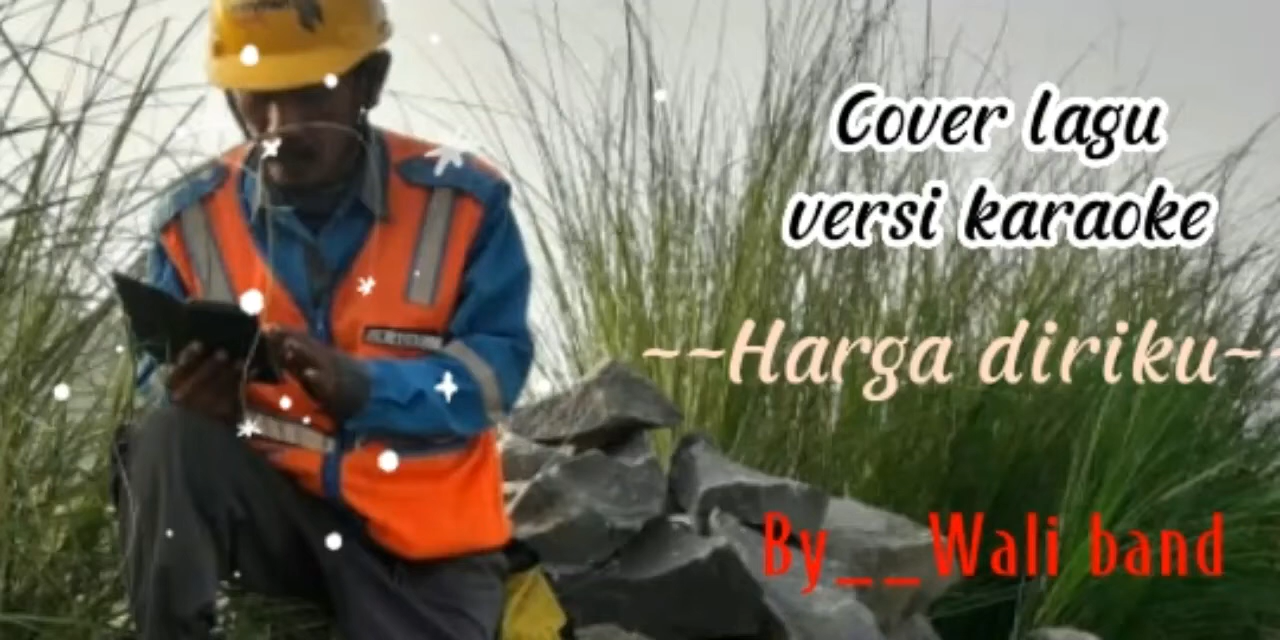 Cover lagu
versi karaoke
~~Harga diriku~
By__Wali band